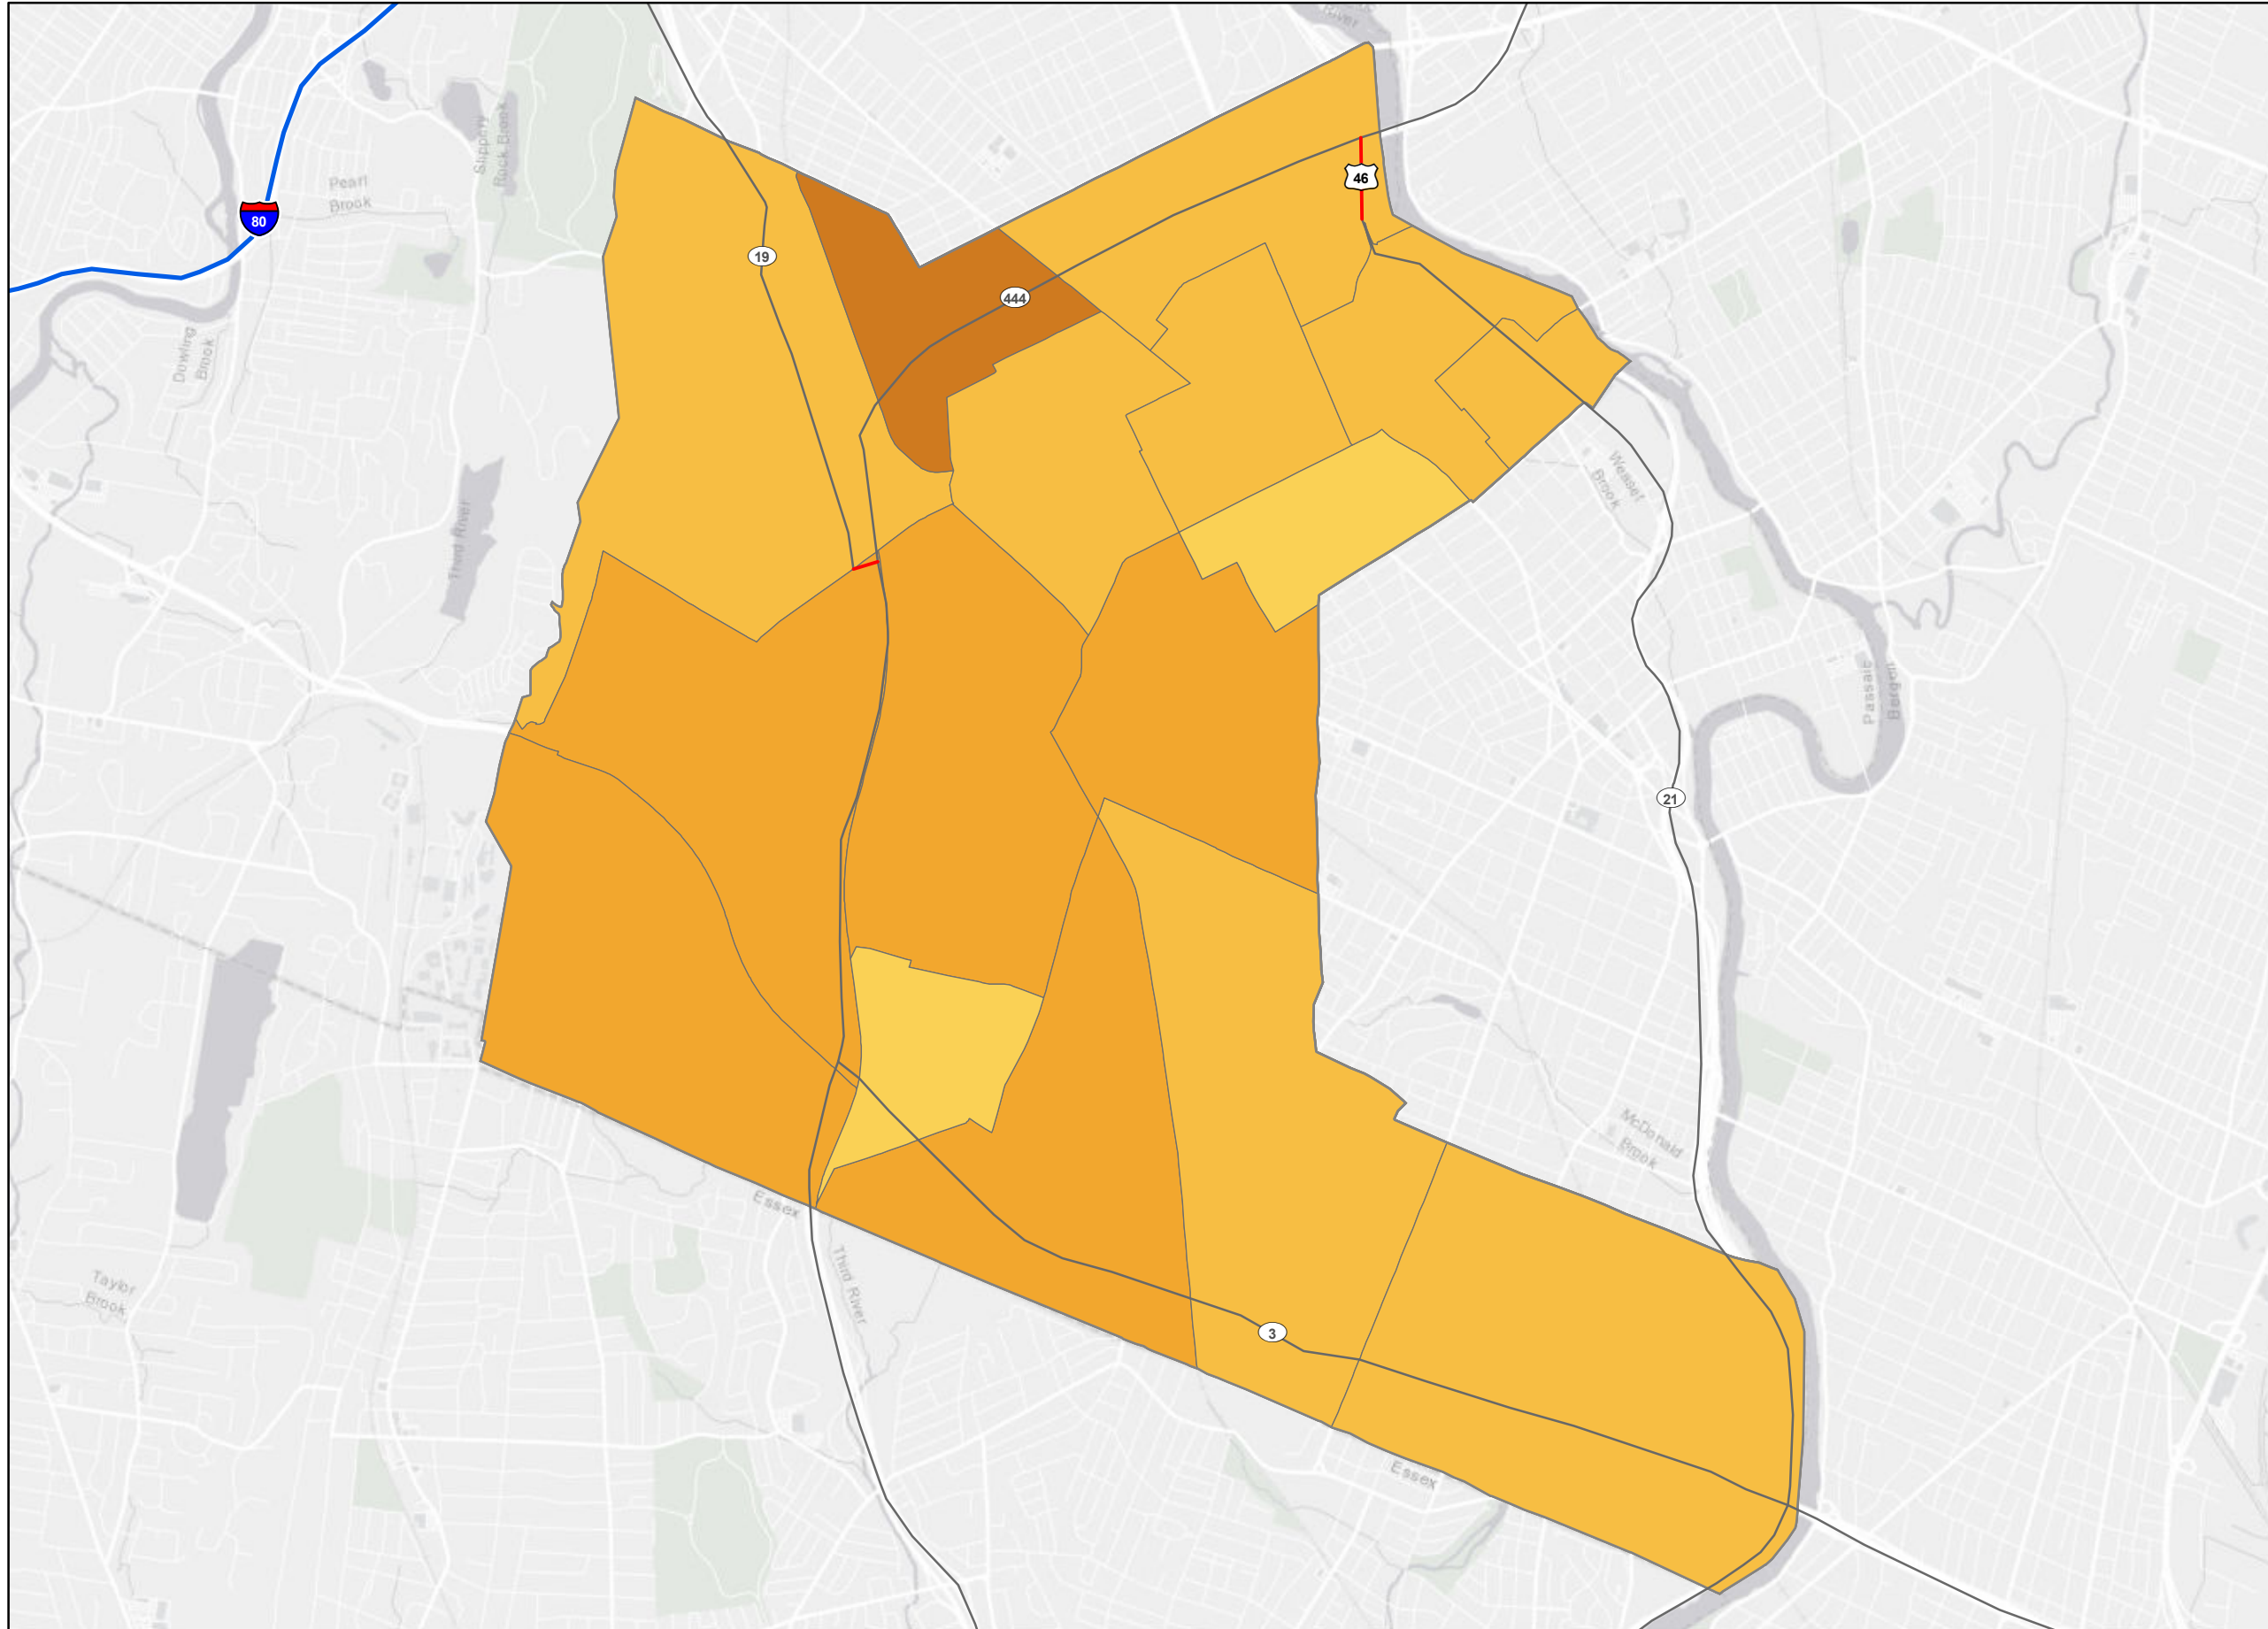 River
Slippery
Rock Brook
Pearl
Brook
80
46
19
444
Dowling
Brook
Third River
Weasel
Brook
Passaic
Bergen
21
McDonald
Brook
Essex
Third River
Taylor
Brook
3
Essex